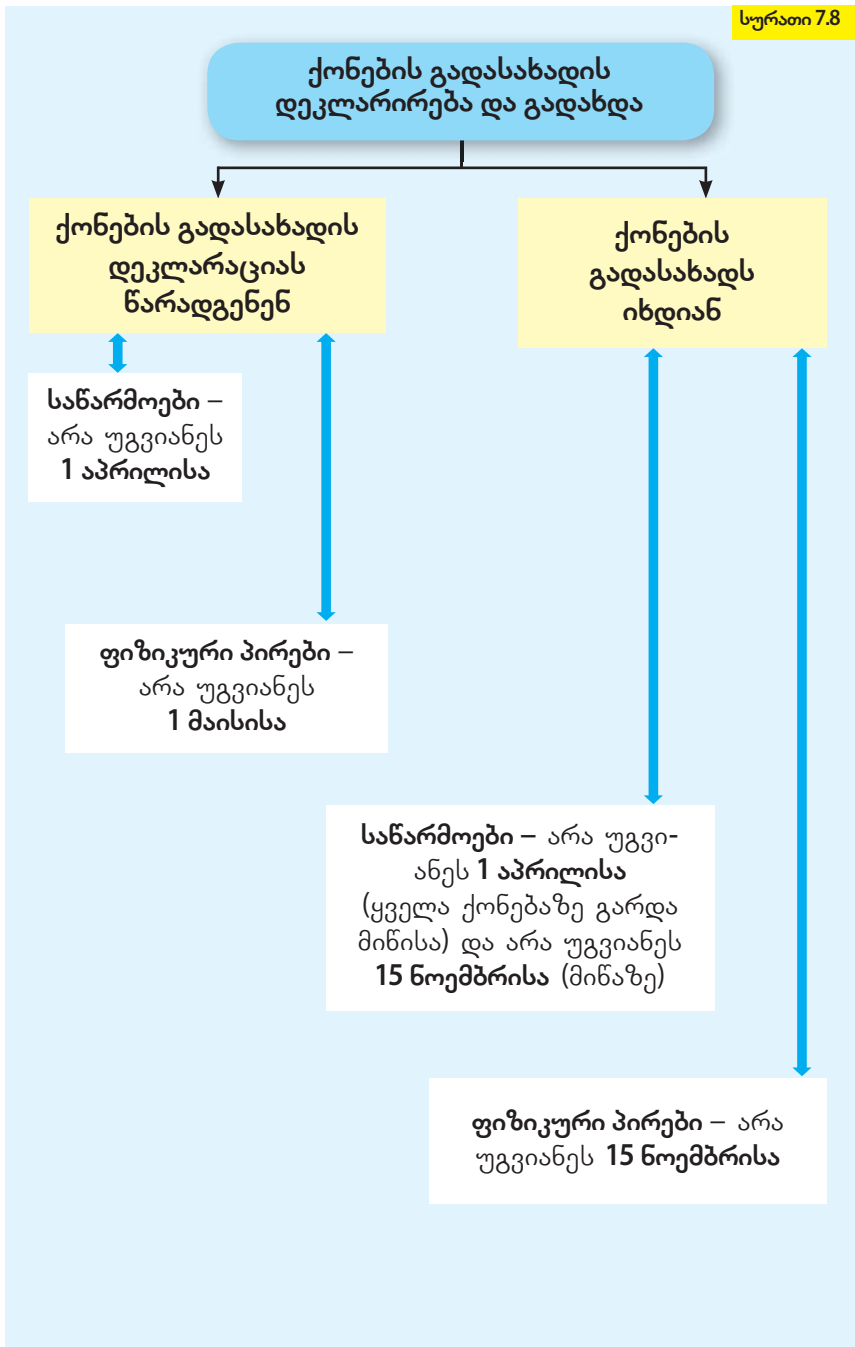 სურათი 7.8
ქონების გადასახადის
დეკლარირება და გადახდა
ქონების გადასახადის
დეკლარაციას
წარადგენენ
ქონების
გადასახადს
იხდიან
საწარმოები –
არა უგვიანეს
1 აპრილისა
ფიზიკური პირები –
არა უგვიანეს
1 მაისისა
საწარმოები – არა უგვი-
ანეს 1 აპრილისა
(ყველა ქონებაზე გარდა
მიწისა) და არა უგვიანეს
15 ნოემბრისა (მიწაზე)
ფიზიკური პირები – არა
უგვიანეს 15 ნოემბრისა